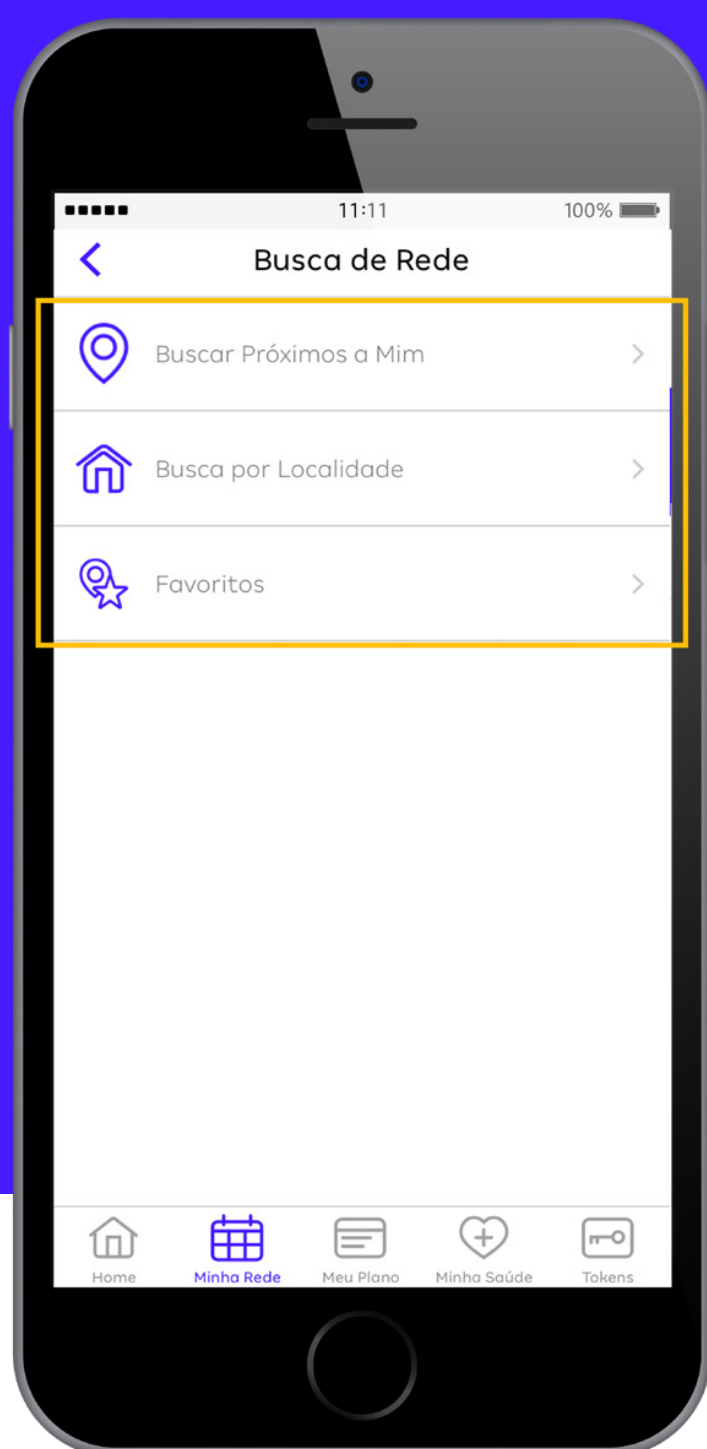 11:11
100%
Busca de Rede
Buscar Próximos a Mim
Busca por Localidade
Favoritos
Home
Minha Rede
Meu Plano
Minha Saúde
Tokens